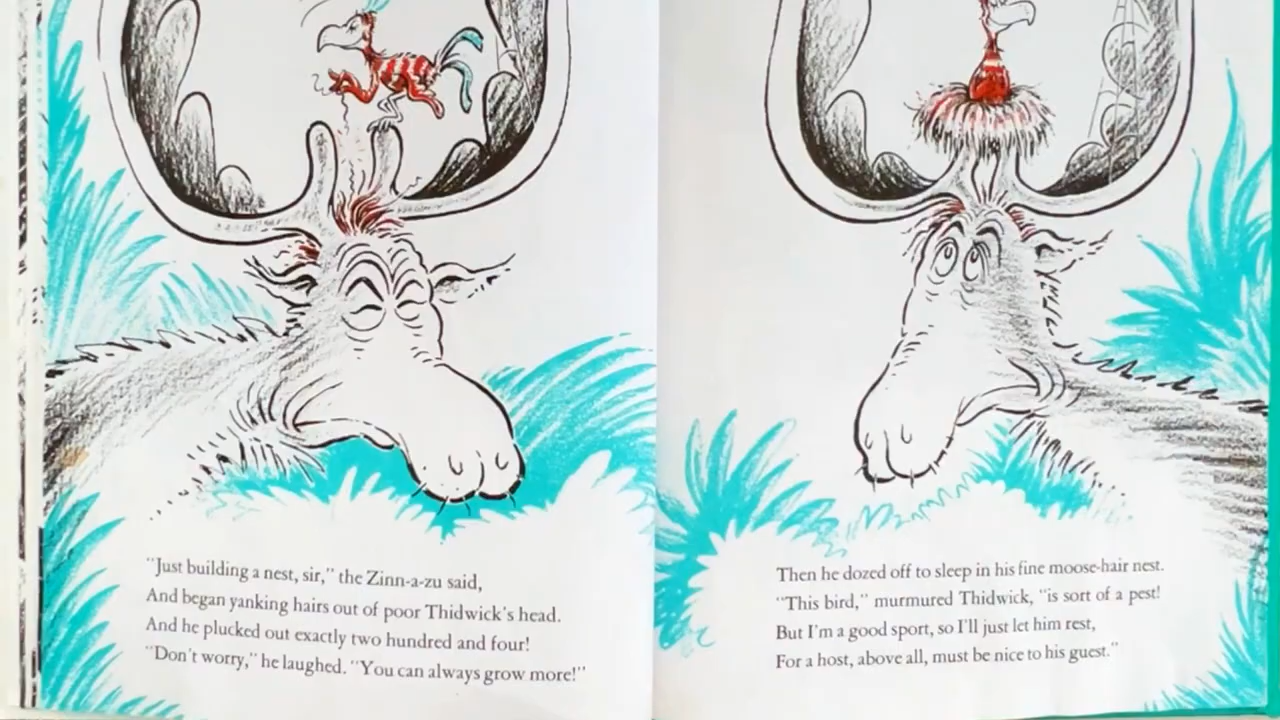 "Just building a nest, sir," the Zinn-a-zu said,
And began yanking hairs out of poor Thidwick's head.
And he plucked out exactly two hundred and four!
"Don't worry," he laughed. "You can always grow more!"
Then he dozed off to sleep in his fine moose-hair nest.
"This bird," murmured Thidwick, "is sort of a pest!
But I'm a good sport, so I'll just let him rest,
For a host, above all, must be nice to his guest."